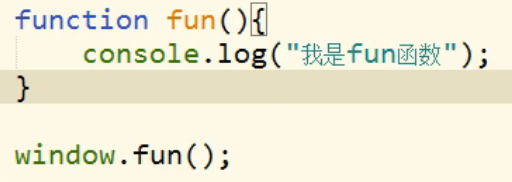 function fun(){
    console.log("我是fun函数");
}
window.fun();